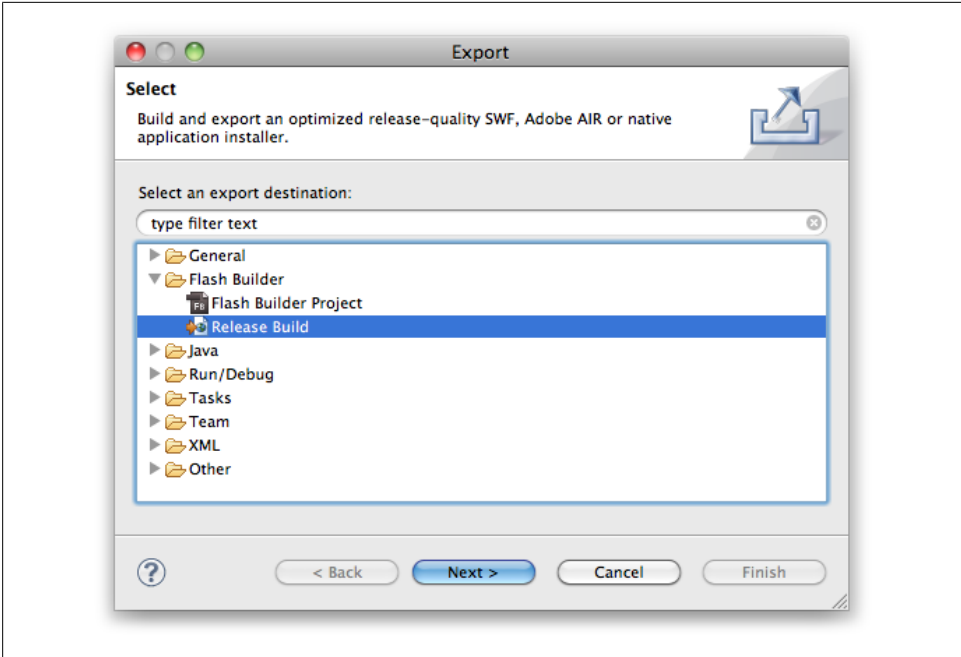 Export
Select
Build and export an optimized release-quality SWF, Adobe AIR or native
application installer.
Select an export destination:
type filter text
General
Flash Builder
Flash Builder Project
Release Build
Java
Run/Debug
Tasks
Team
XML
Other
? < Back Next > Cancel Finish